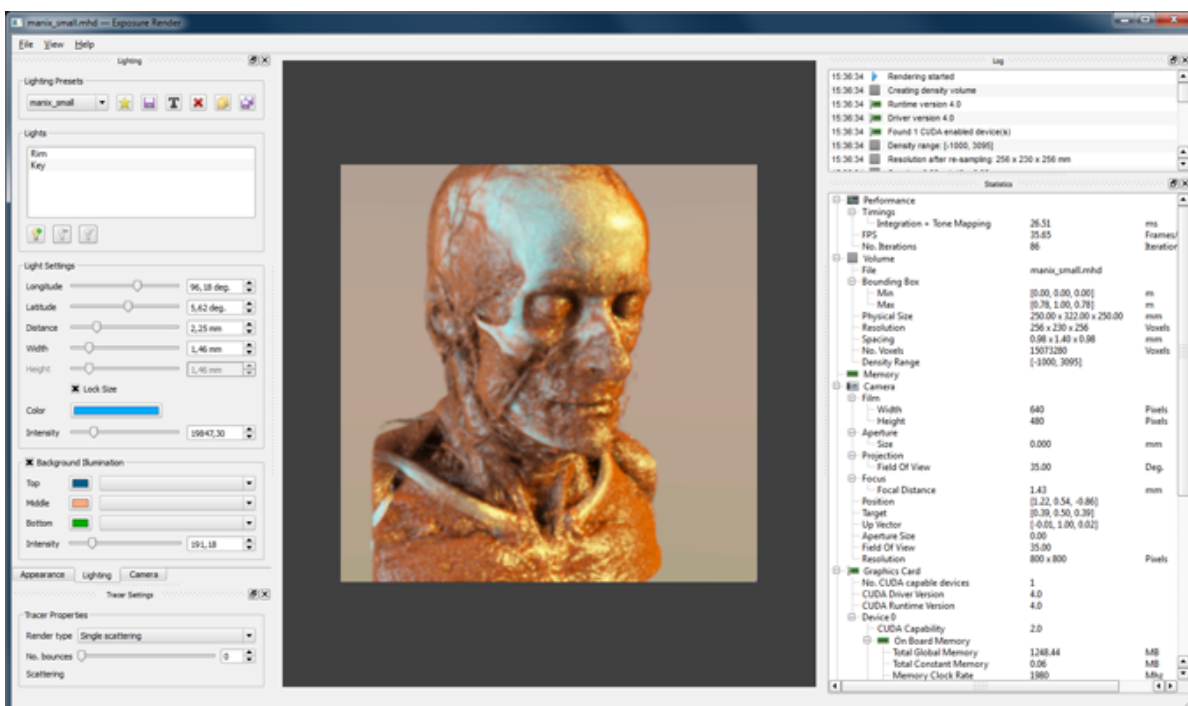 manix_small.mhd — Exposure Render
File View Help
Lighting
Lighting Presets
manix_small
Lights
Rim
Key
Light Settings
Longitude 96,18 deg.
Latitude 5,62 deg.
Distance 2,25 mm
Width 1,46 mm
Height 1,46 mm
Lock Size
Color
Intensity 19847,30
Background Illumination
Top
Middle
Bottom
Intensity 191,18
Appearance Lighting Camera
Tracer Settings
Tracer Properties
Render type Single scattering
No. bounces 0
Scattering
Log
15:36:34 Rendering started
15:36:34 Creating density volume
15:36:34 Runtime version 4.0
15:36:34 Driver version 4.0
15:36:34 Found 1 CUDA enabled device(s)
15:36:34 Density range: [-1000, 3095]
15:36:34 Resolution after re-sampling: 256 x 230 x 256 mm
Statistics
Performance
Timings
Integration + Tone Mapping 26.51 ms
FPS 35.65 Frames/
No. Iterations 86 Iteration
Volume
File manix_small.mhd
Bounding Box
Min [0.00, 0.00, 0.00] m
Max [0.78, 1.00, 0.78] m
Physical Size 250.00 x 322.00 x 250.00 mm
Resolution 256 x 230 x 256 Voxels
Spacing 0.98 x 1.40 x 0.98 mm
No. Voxels 15073280 Voxels
Density Range [-1000, 3095]
Memory
Camera
Film
Width 640 Pixels
Height 480 Pixels
Aperture
Size 0.000 mm
Projection
Field Of View 35.00 Deg.
Focus
Focal Distance 1.43 mm
Position [1.22, 0.54, -0.86]
Target [0.39, 0.50, 0.39]
Up Vector [-0.01, 1.00, 0.02]
Aperture Size 0.00
Field Of View 35.00
Resolution 800 x 800 Pixels
Graphics Card
No. CUDA capable devices 1
CUDA Driver Version 4.0
CUDA Runtime Version 4.0
Device 0
CUDA Capability 2.0
On Board Memory
Total Global Memory 1248.44 MB
Total Constant Memory 0.06 MB
Memory Clock Rate 1980 Mhz